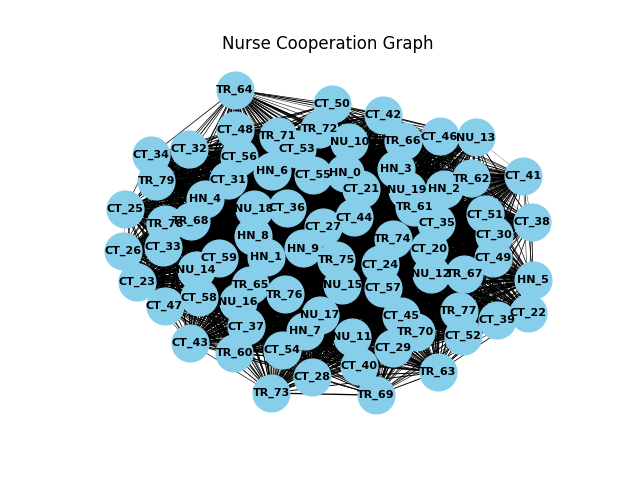 Nurse Cooperation Graph
TR_64
CT_50
CT_42
CT_48
TR_71
TR_72
NU_10
TR_66
CT_46
NU_13
CT_34
CT_32
CT_56
CT_53
TR_79
CT_31
HN_6
CT_55
HN_0
HN_3
CT_21
NU_19
HN_2
TR_62
CT_41
HN_4
CT_25
TR_68
NU_18
CT_36
CT_44
TR_61
CT_35
CT_51
CT_38
CT_27
CT_30
CT_26
CT_33
HN_8
HN_9
TR_74
CT_20
CT_49
CT_59
HN_1
TR_75
CT_24
NU_14
NU_12
TR_67
CT_23
HN_5
TR_65
NU_15
CT_57
CT_47
CT_58
NU_16
TR_76
TR_77
CT_39
CT_22
NU_17
CT_45
CT_37
HN_7
NU_11
TR_70
CT_52
CT_43
TR_60
CT_54
CT_29
CT_40
CT_28
TR_63
TR_73
TR_69